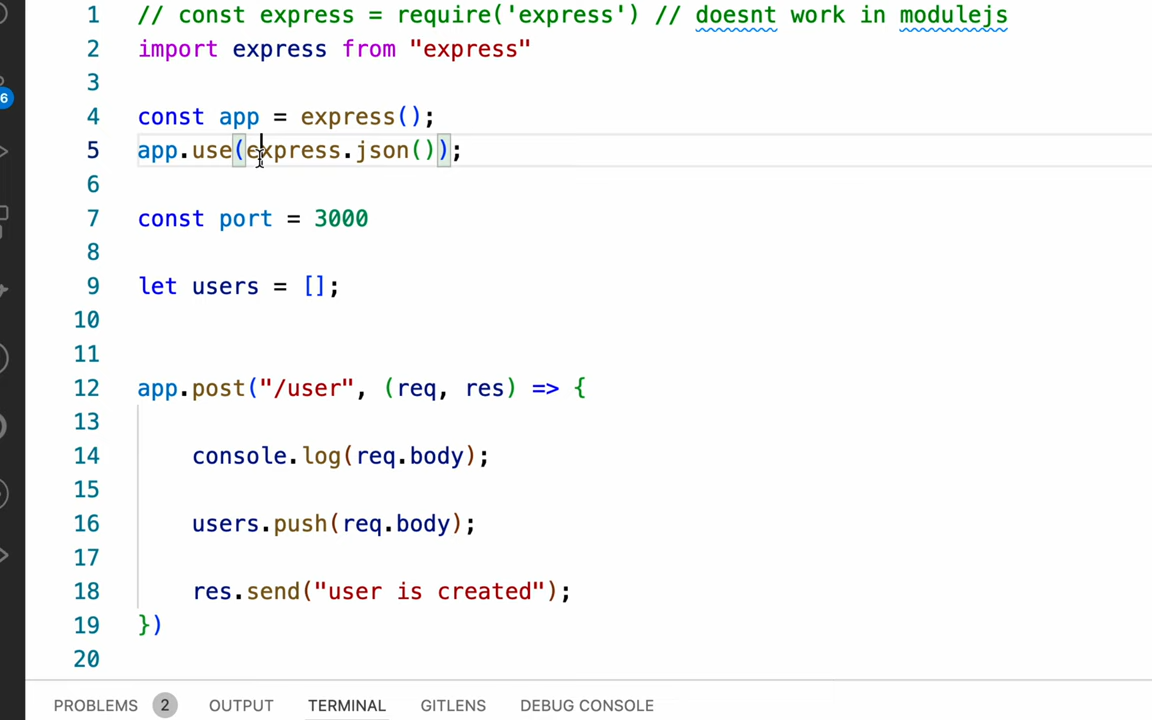 1 // const express = require('express') // doesnt work in modulejs
2 import express from "express"
3
4 const app = express();
5 app.use(express.json());
6
7 const port = 3000
8
9 let users = [];
10
11
12 app.post("/user", (req, res) => {
13
14 console.log(req.body);
15
16 users.push(req.body);
17
18 res.send("user is created");
19 })
20
6
PROBLEMS 2 OUTPUT TERMINAL GITLENS DEBUG CONSOLE